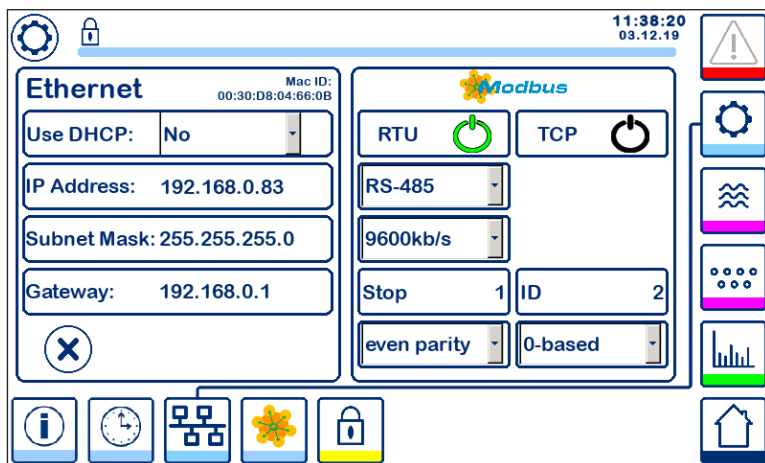 11:38:20
03.12.19
Ethernet
Mac ID:
00:30:D8:04:66:0B
Use DHCP: No
IP Address: 192.168.0.83
Subnet Mask: 255.255.255.0
Gateway: 192.168.0.1
Modbus
RTU TCP
RS-485
9600kb/s
Stop 1 ID 2
even parity 0-based